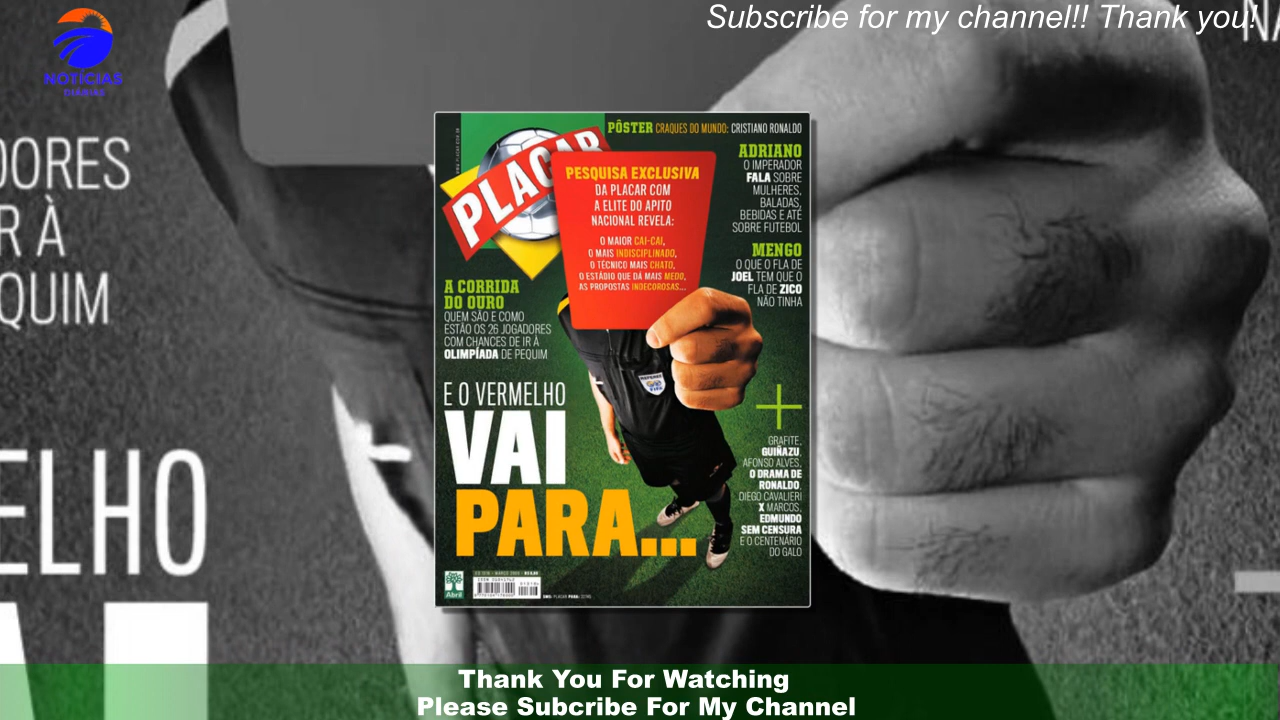 Subscribe for my channel!! Thank you!
NA
NOTÍCIAS
DIÁRIAS
DORES
R À
QUIM
ELHO
PÔSTER CRAQUES DO MUNDO: CRISTIANO RONALDO
PLACAR
PESQUISA EXCLUSIVA
DA PLACAR COM
A ELITE DO APITO
NACIONAL REVELA:
O MAIOR CAI-CAI,
O MAIS INDISCIPLINADO,
O TÉCNICO MAIS CHATO,
O ESTÁDIO QUE DÁ MAIS MEDO,
AS PROPOSTAS INDECOROSAS...
ADRIANO
O IMPERADOR
FALA SOBRE
MULHERES,
BALADAS,
BEBIDAS E ATÉ
SOBRE FUTEBOL
MENGO
O QUE O FLA DE
JOEL TEM QUE O
FLA DE ZICO
NÃO TINHA
A CORRIDA
DO OURO
QUEM SÃO E COMO
ESTÃO OS 26 JOGADORES
COM CHANCES DE IR À
OLIMPÍADA DE PEQUIM
E O VERMELHO
VAI
PARA...
+
GRAFITE,
GUIÑAZU,
AFONSO ALVES,
O DRAMA DE
RONALDO,
DIEGO CAVALIERI
X MARCOS,
EDMUNDO
SEM CENSURA
E O CENTENÁRIO
DO GALO
Abril
Thank You For Watching
Please Subcribe For My Channel